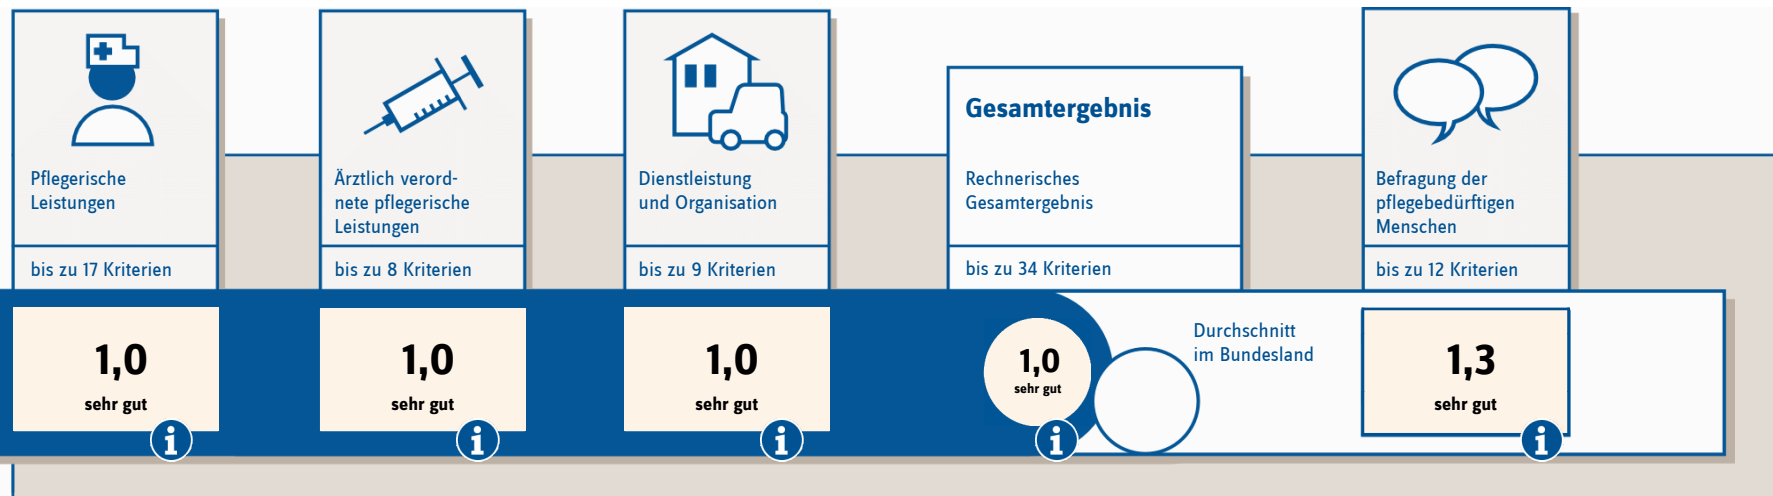 Pflegerische
Leistungen
bis zu 17 Kriterien
1,0
sehr gut
i
Ärztlich verord-
nete pflegerische
Leistungen
bis zu 8 Kriterien
1,0
sehr gut
i
Dienstleistung
und Organisation
bis zu 9 Kriterien
1,0
sehr gut
i
Gesamtergebnis
Rechnerisches
Gesamtergebnis
bis zu 34 Kriterien
1,0
sehr gut
i
Durchschnitt
im Bundesland
Befragung der
pflegebedürftigen
Menschen
bis zu 12 Kriterien
1,3
sehr gut
i